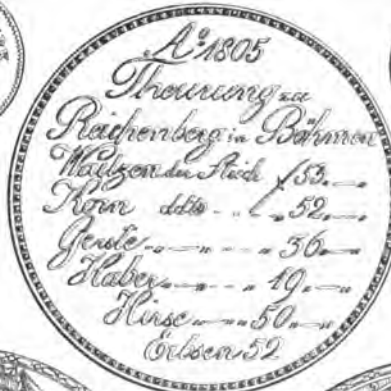 Aº 1805
Theurung zu
Reichenberg in Böhmen
Waitzen der Strich f 53.—
Korn ddto - - f „ 52.—
Gerste -„-„ - „ - 36„—
Haber„-„-„ - 19„—„
Hirse„-„-„ 50„—„
Erbsen 52